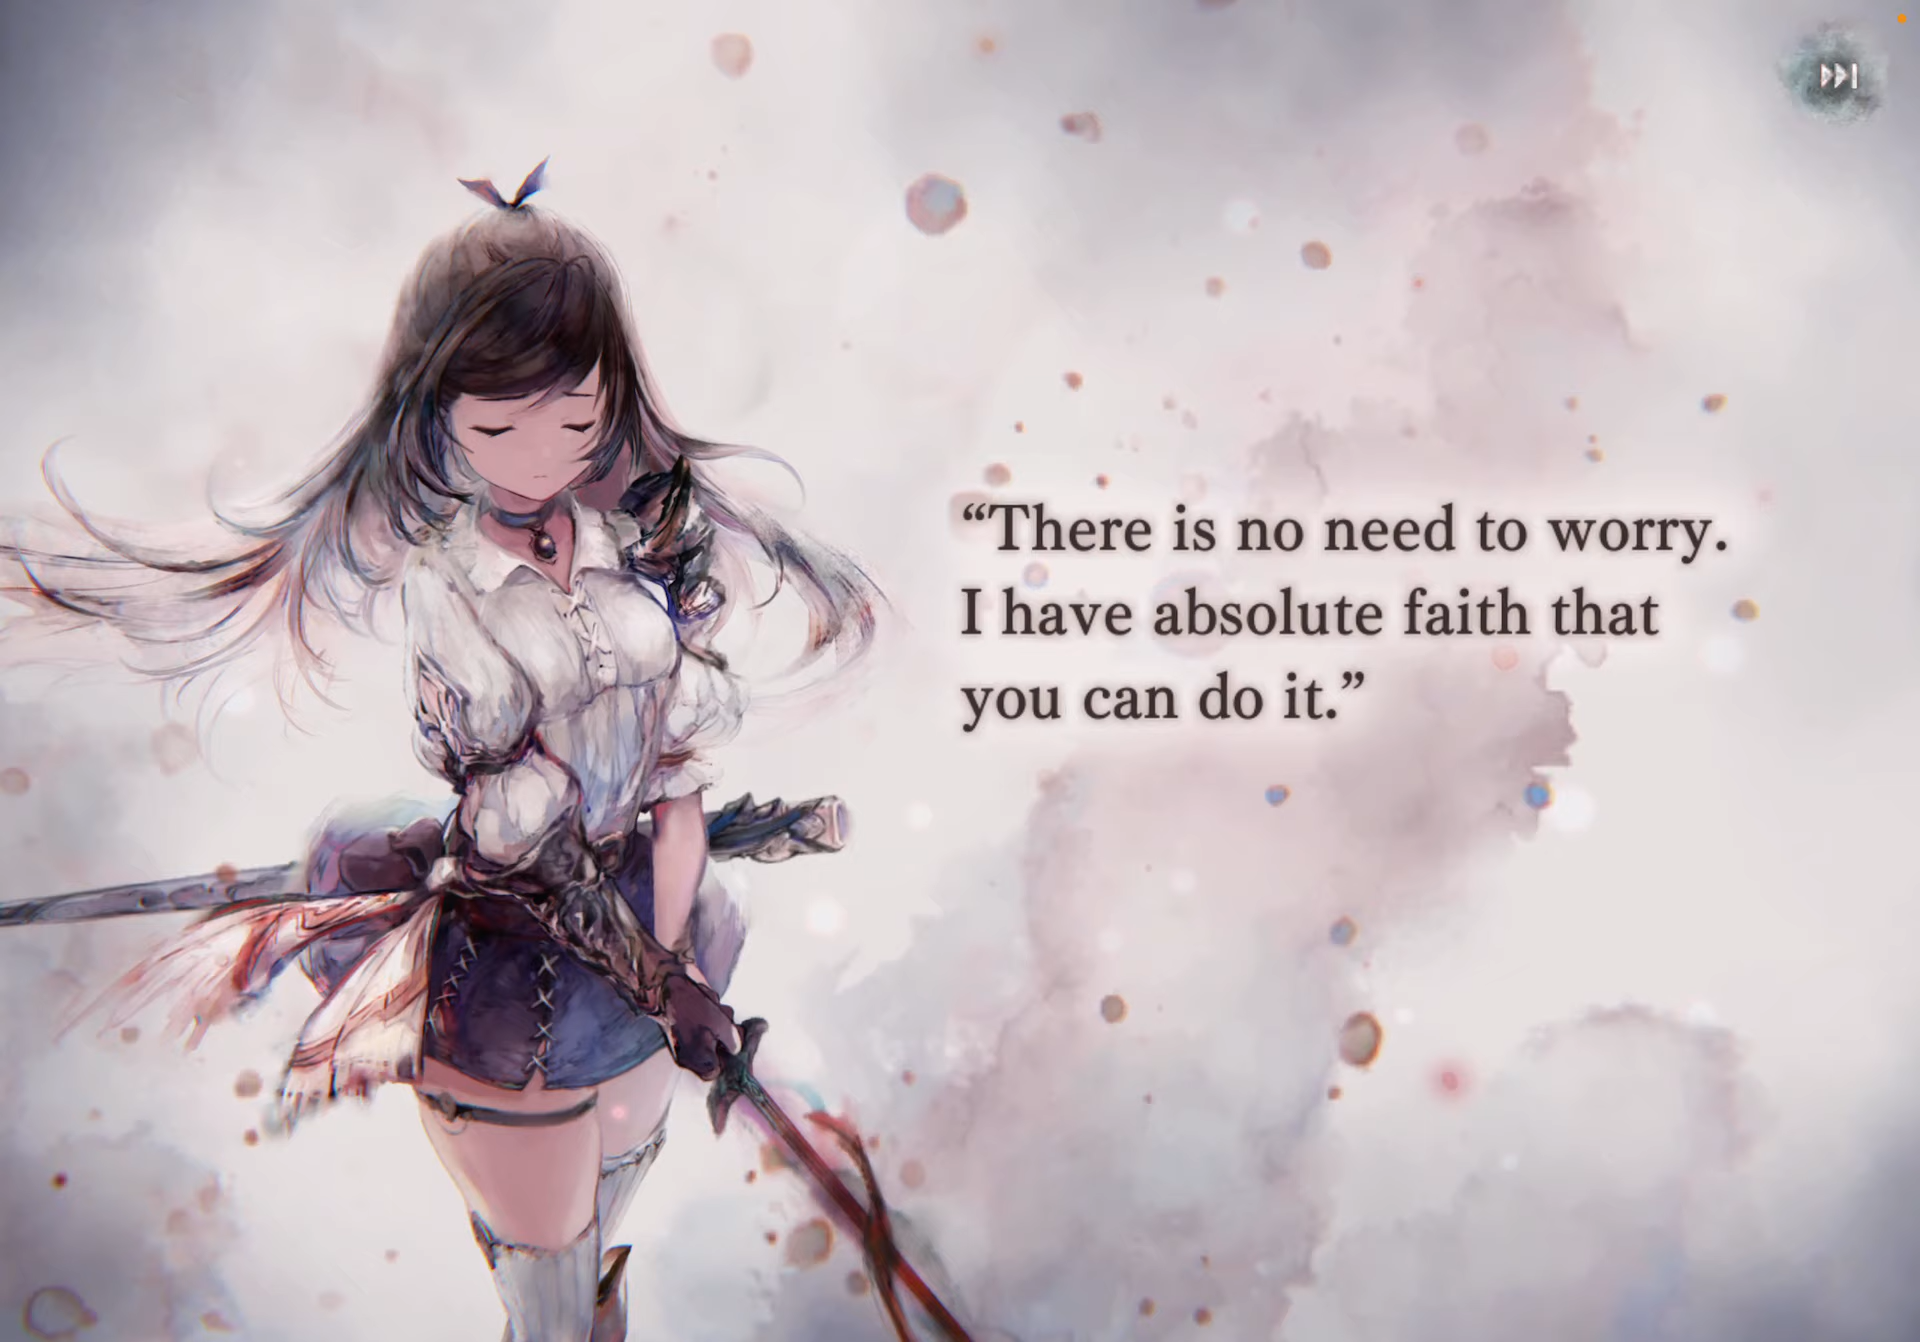 “There is no need to worry.
I have absolute faith that
you can do it.”